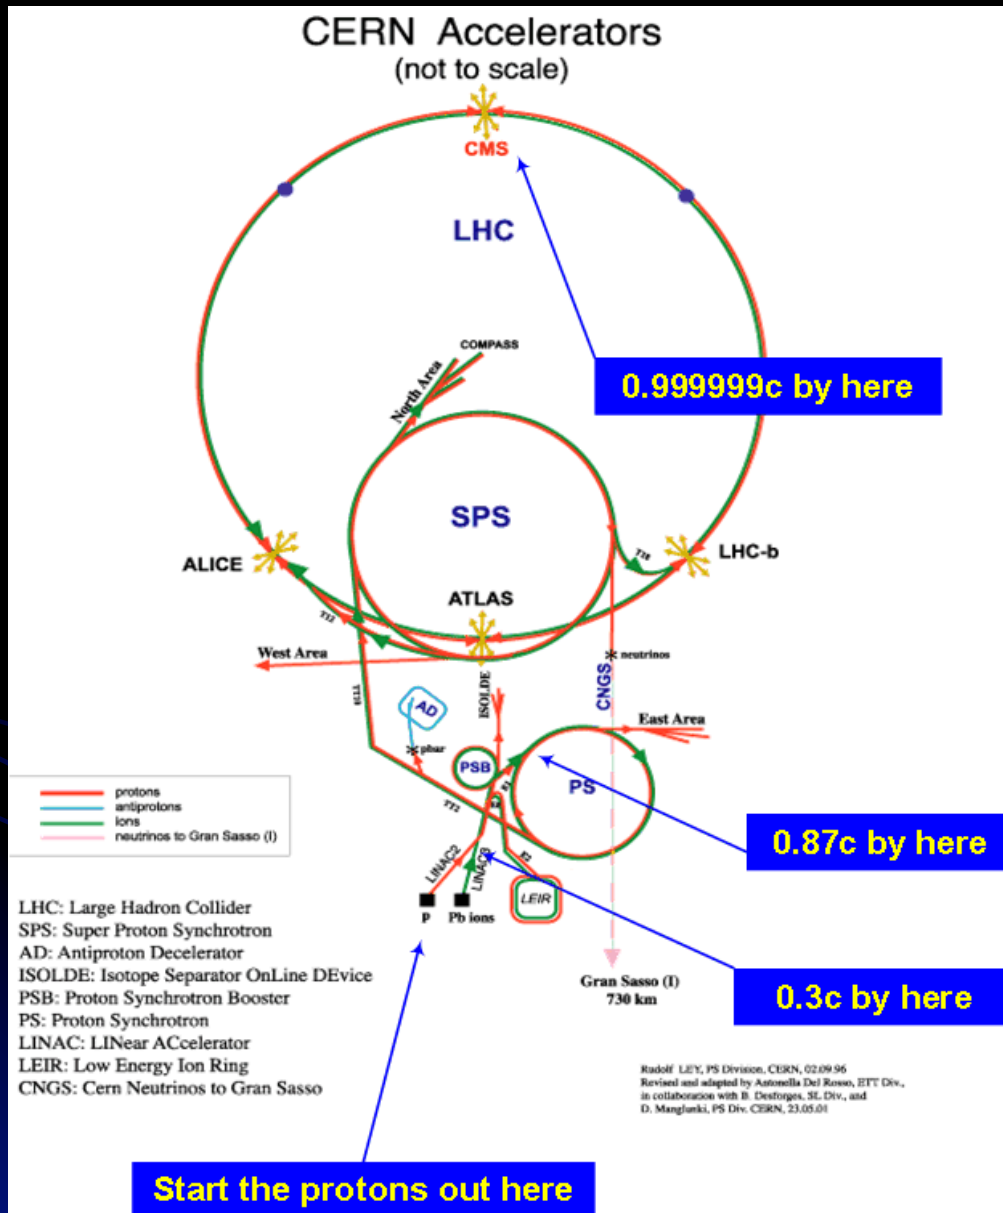 CERN Accelerators
(not to scale)
CMS
LHC
COMPASS
North Area
0.999999c by here
SPS
TI8
ALICE
LHC-b
ATLAS
TI2
West Area
neutrinos
CNGS
ISOLDE
TT10
AD
East Area
pbar
PSB
PS
E1
TT2
E2
protons
antiprotons
ions
neutrinos to Gran Sasso (I)
0.87c by here
LINAC2
LINAC3
LEIR
P
Pb ions
LHC: Large Hadron Collider
SPS: Super Proton Synchrotron
AD: Antiproton Decelerator
ISOLDE: Isotope Separator OnLine DEvice
PSB: Proton Synchrotron Booster
PS: Proton Synchrotron
LINAC: LINear ACcelerator
LEIR: Low Energy Ion Ring
CNGS: Cern Neutrinos to Gran Sasso
Gran Sasso (I)
730 km
0.3c by here
Rudolf LEY, PS Division, CERN, 02.09.96
Revised and adapted by Antonella Del Rosso, ETT Div.,
in collaboration with B. Desforges, SL Div., and
D. Manglunki, PS Div. CERN, 23.05.01
Start the protons out here